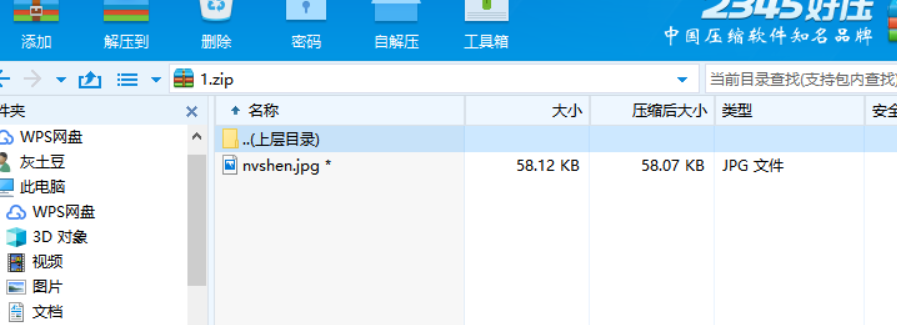 2345好压
添加 解压到 删除 密码 自解压 工具箱
中国压缩软件知名品牌
1.zip
当前目录查找(支持包内查找)
件夹
名称 大小 压缩后大小 类型 安全
WPS网盘
..(上层目录)
灰土豆
nvshen.jpg * 58.12 KB 58.07 KB JPG 文件
此电脑
WPS网盘
3D 对象
视频
图片
文档